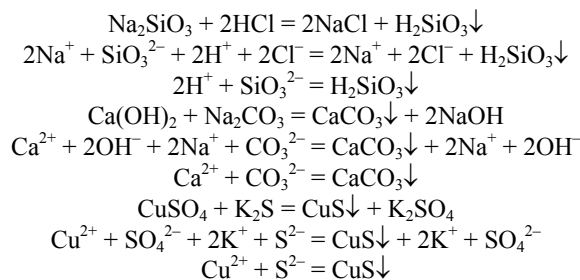 Na₂SiO₃ + 2HCl = 2NaCl + H₂SiO₃↓
2Na⁺ + SiO₃²⁻ + 2H⁺ + 2Cl⁻ = 2Na⁺ + 2Cl⁻ + H₂SiO₃↓
2H⁺ + SiO₃²⁻ = H₂SiO₃↓
Ca(OH)₂ + Na₂CO₃ = CaCO₃↓ + 2NaOH
Ca²⁺ + 2OH⁻ + 2Na⁺ + CO₃²⁻ = CaCO₃↓ + 2Na⁺ + 2OH⁻
Ca²⁺ + CO₃²⁻ = CaCO₃↓
CuSO₄ + K₂S = CuS↓ + K₂SO₄
Cu²⁺ + SO₄²⁻ + 2K⁺ + S²⁻ = CuS↓ + 2K⁺ + SO₄²⁻
Cu²⁺ + S²⁻ = CuS↓